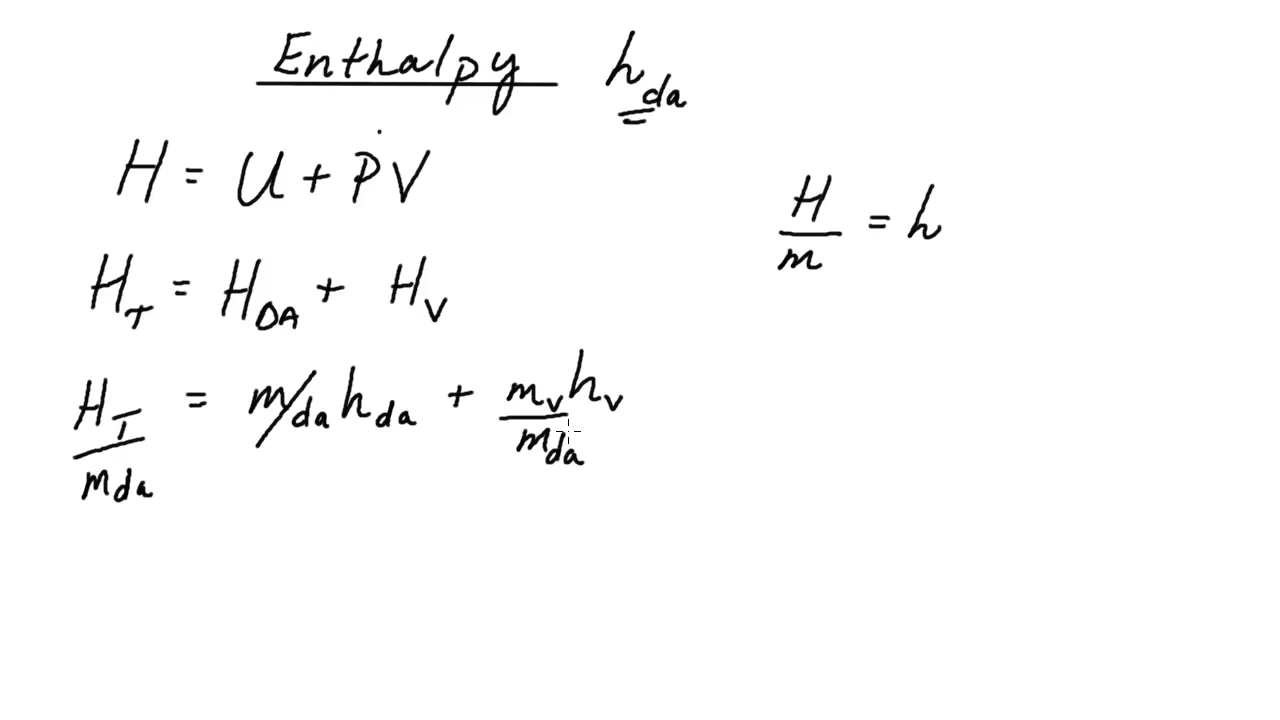 Enthalpy h_da
H = U + PV
H/m = h
H_T = H_DA + H_V
H_T/m_da = m_da h_da + m_v h_v/m_da